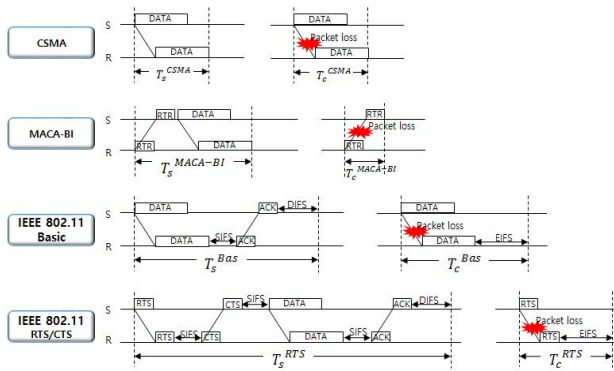 S DATA DATA
CSMA Packet loss
R DATA DATA
T_s^CSMA T_c^CSMA
S RTR DATA RTR
MACA-BI Packet loss
R RTR DATA RTR
T_s^MACA-BI T_c^MACA-BI
S DATA ACK DIFS DATA
IEEE 802.11 Basic Packet loss
R DATA SIFS ACK DATA EIFS
T_s^Bas T_c^Bas
S RTS CTS SIFS DATA ACK DIFS RTS
IEEE 802.11 RTS/CTS Packet loss
R RTS SIFS CTS DATA SIFS ACK RTS EIFS
T_s^RTS T_c^RTS